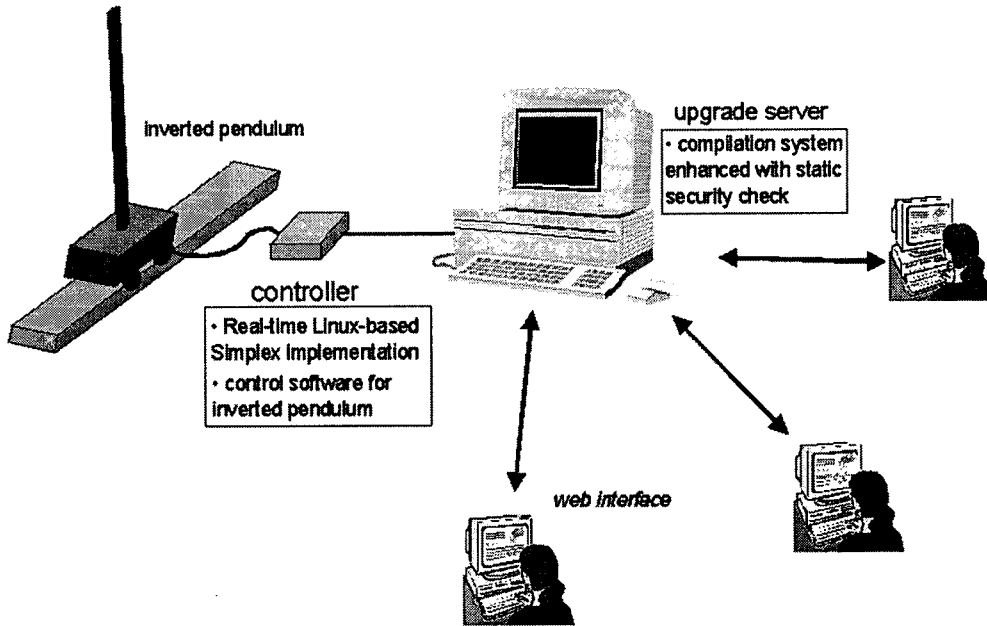 inverted pendulum
upgrade server
• compilation system
enhanced with static
security check
controller
• Real-time Linux-based
Simplex Implementation
• control software for
inverted pendulum
web interface